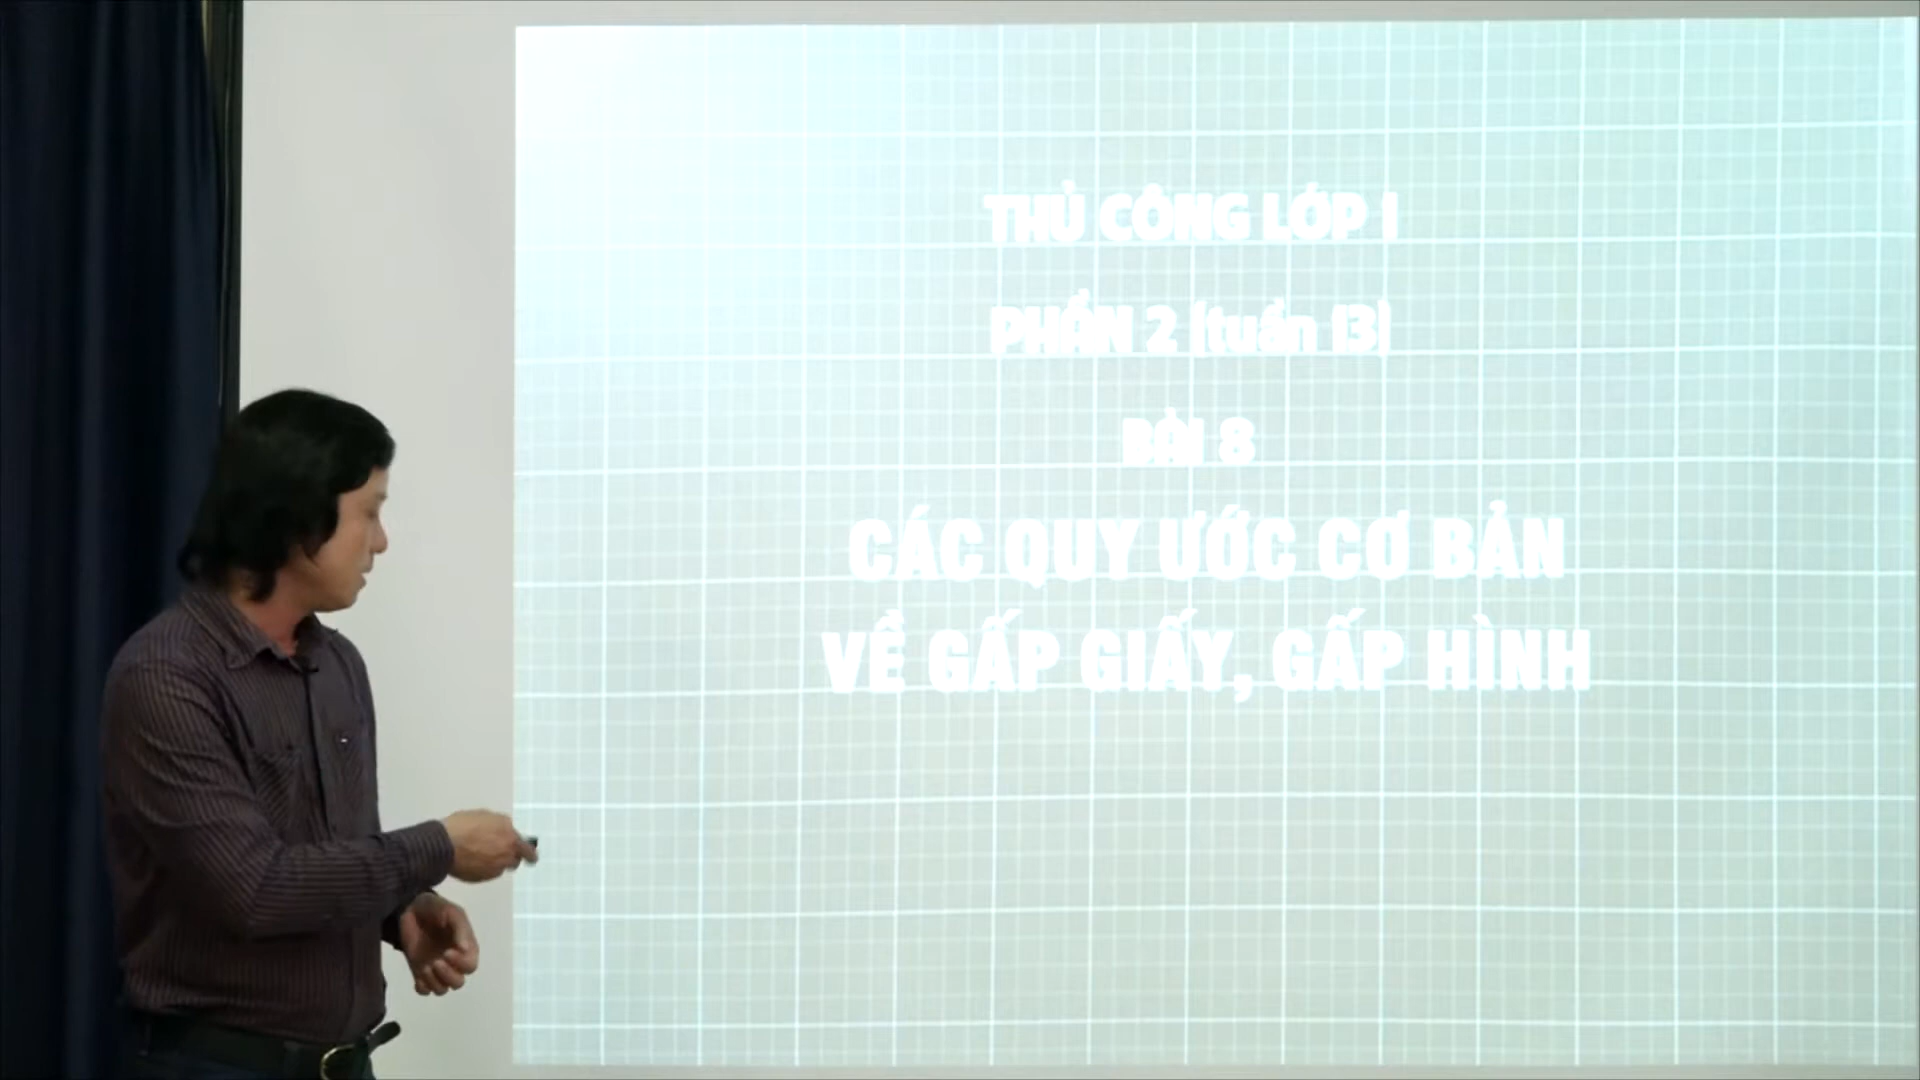 THỦ CÔNG LỚP 1
PHẦN 2 (tuần 13)
BÀI 8
CÁC QUY ƯỚC CƠ BẢN
VỀ GẤP GIẤY, GẤP HÌNH